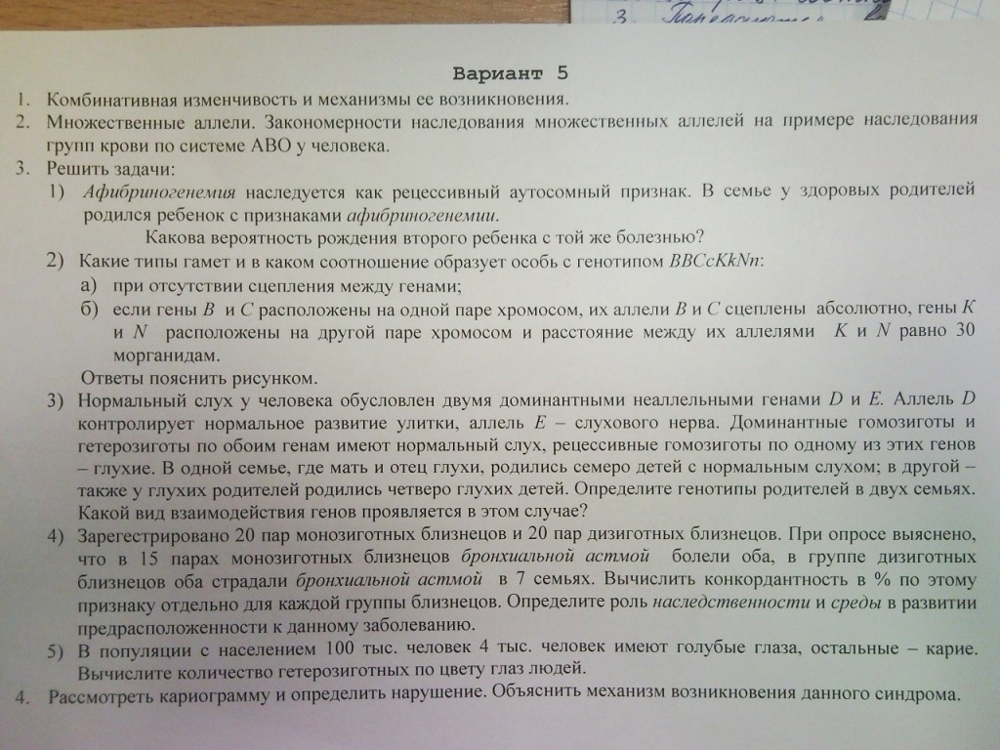 3.
Вариант 5
1. Комбинативная изменчивость и механизмы ее возникновения.
2. Множественные аллели. Закономерности наследования множественных аллелей на примере наследования
групп крови по системе АВО у человека.
3. Решить задачи:
1) Афибриногенемия наследуется как рецессивный аутосомный признак. В семье у здоровых родителей
родился ребенок с признаками афибриногенемии.
Какова вероятность рождения второго ребенка с той же болезнью?
2) Какие типы гамет и в каком соотношение образует особь с генотипом BBCcKkNn:
а) при отсутствии сцепления между генами;
б) если гены В и С расположены на одной паре хромосом, их аллели В и С сцеплены абсолютно, гены К
и N расположены на другой паре хромосом и расстояние между их аллелями K и N равно 30
морганидам.
Ответы пояснить рисунком.
3) Нормальный слух у человека обусловлен двумя доминантными неаллельными генами D и E. Аллель D
контролирует нормальное развитие улитки, аллель E – слухового нерва. Доминантные гомозиготы и
гетерозиготы по обоим генам имеют нормальный слух, рецессивные гомозиготы по одному из этих генов
– глухие. В одной семье, где мать и отец глухи, родились семеро детей с нормальным слухом; в другой –
также у глухих родителей родились четверо глухих детей. Определите генотипы родителей в двух семьях.
Какой вид взаимодействия генов проявляется в этом случае?
4) Зарегестрировано 20 пар монозиготных близнецов и 20 пар дизиготных близнецов. При опросе выяснено,
что в 15 парах монозиготных близнецов бронхиальной астмой болели оба, в группе дизиготных
близнецов оба страдали бронхиальной астмой в 7 семьях. Вычислить конкордантность в % по этому
признаку отдельно для каждой группы близнецов. Определите роль наследственности и среды в развитии
предрасположенности к данному заболеванию.
5) В популяции с населением 100 тыс. человек 4 тыс. человек имеют голубые глаза, остальные – карие.
Вычислите количество гетерозиготных по цвету глаз людей.
4. Рассмотреть кариограмму и определить нарушение. Объяснить механизм возникновения данного синдрома.